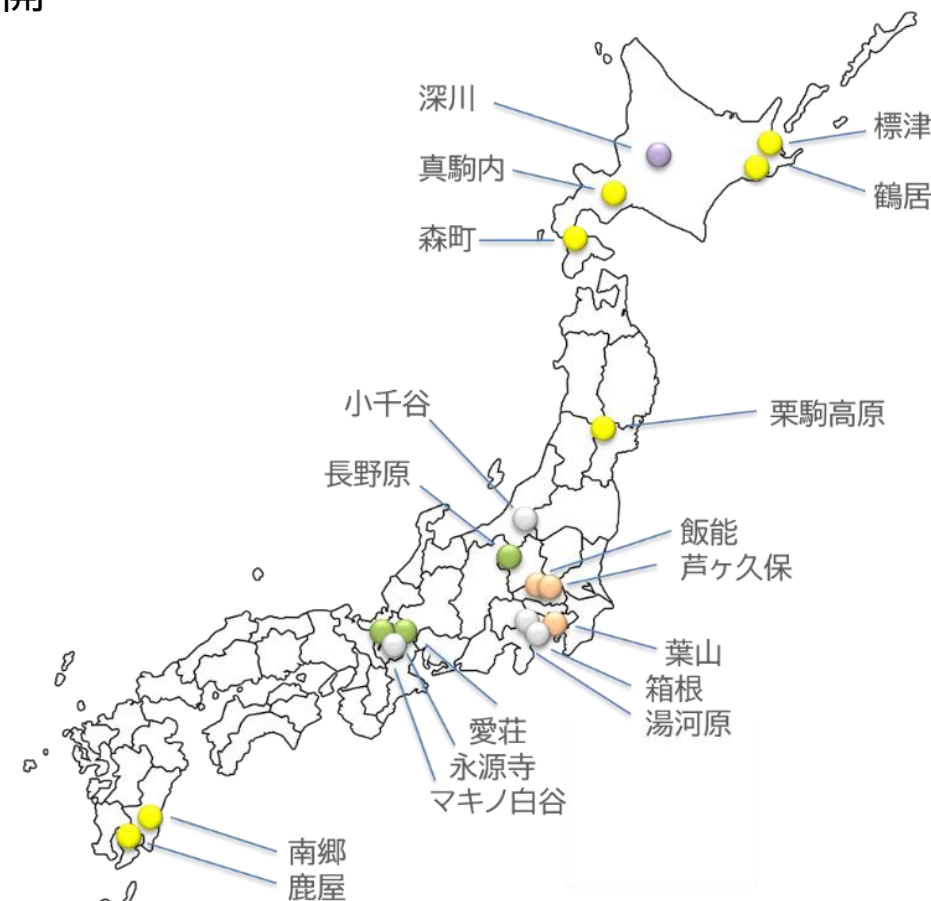 開
深川
標津
真駒内
鶴居
森町
小千谷
栗駒高原
長野原
飯能
芦ヶ久保
葉山
箱根
湯河原
愛荘
永源寺
マキノ白谷
南郷
鹿屋